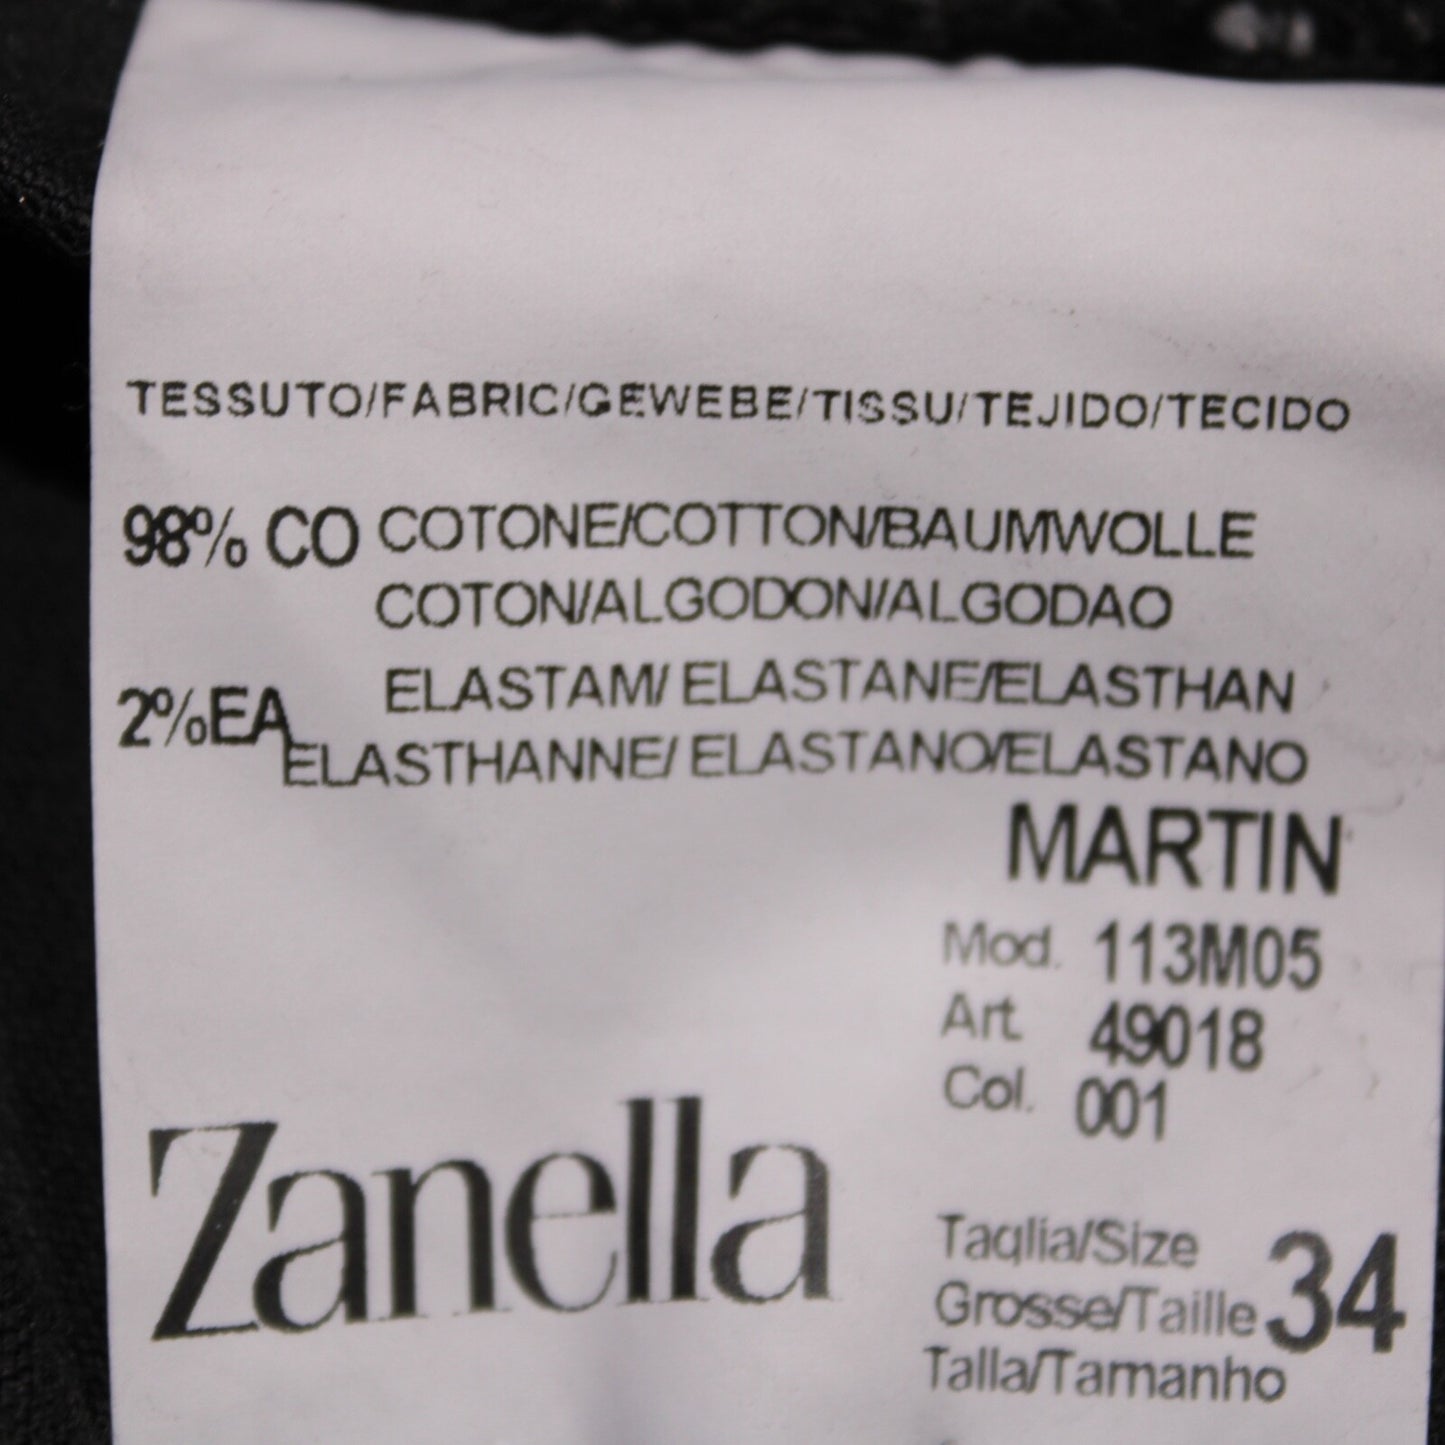 TESSUTO/FABRIC/GEWEBE/TISSU/TEJIDO/TECIDO
98% CO COTONE/COTTON/BAUMWOLLE
COTON/ALGODON/ALGODAO
2%EA ELASTAM/ ELASTANE/ELASTHAN
ELASTHANNE/ ELASTANO/ELASTANO
MARTIN
Mod. 113M05
Art. 49018
Col. 001
Zanella
Taglia/Size
Grosse/Taille 34
Talla/Tamanho